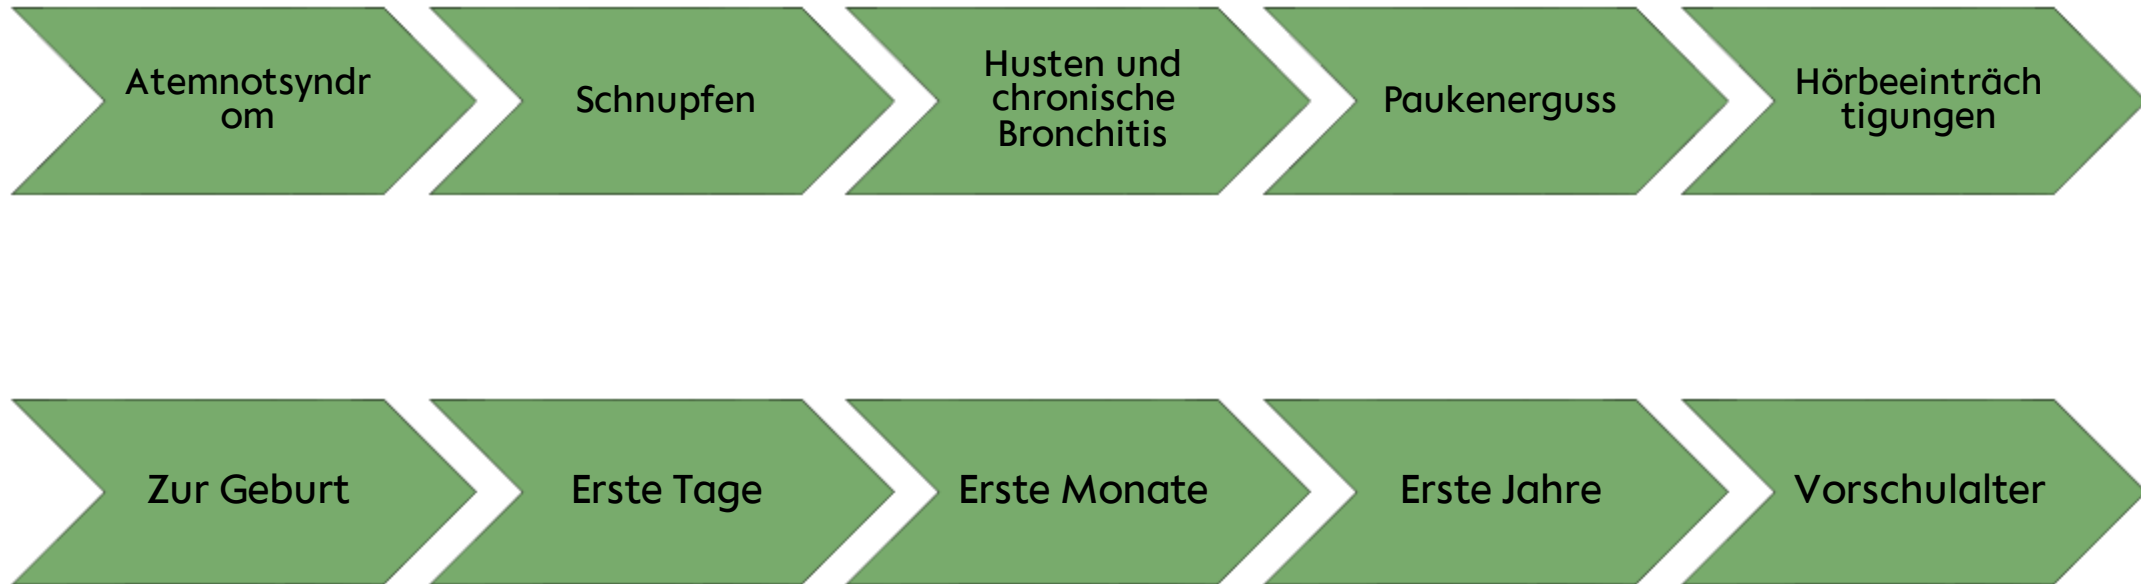 Atemnotsyndr
om
Schnupfen
Husten und
chronische
Bronchitis
Paukenerguss
Hörbeeinträch
tigungen
Zur Geburt
Erste Tage
Erste Monate
Erste Jahre
Vorschulalter